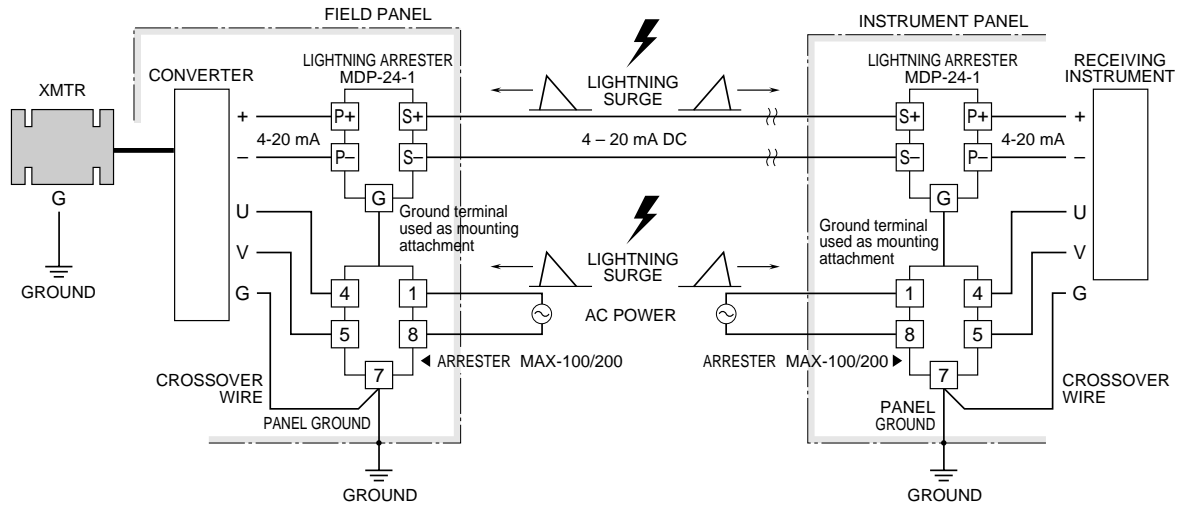 FIELD PANEL
INSTRUMENT PANEL
LIGHTNING ARRESTER
MDP-24-1
LIGHTNING
SURGE
LIGHTNING ARRESTER
MDP-24-1
RECEIVING
INSTRUMENT
CONVERTER
XMTR
+ P+ S+
S+ P+ +
4-20 mA
4 – 20 mA DC
4-20 mA
– P– S–
S– P– –
G
G
G
U
Ground terminal
used as mounting
attachment
Ground terminal
used as mounting
attachment
U
V
LIGHTNING
SURGE
V
GROUND
G
4 1
1 4
G
AC POWER
5 8
8 5
◄ ARRESTER MAX-100/200
ARRESTER MAX-100/200 ►
7
7
CROSSOVER
WIRE
CROSSOVER
WIRE
PANEL GROUND
PANEL
GROUND
GROUND
GROUND